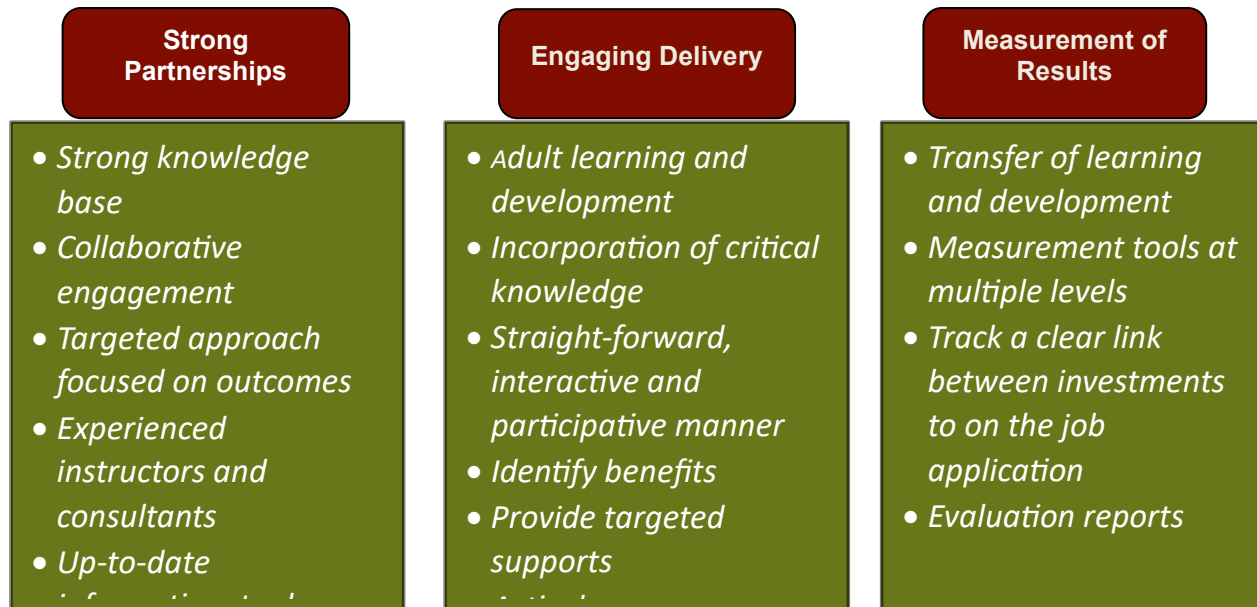 Strong
Partnerships
• Strong knowledge
base
• Collaborative
engagement
• Targeted approach
focused on outcomes
• Experienced
instructors and
consultants
• Up-to-date
Engaging Delivery
• Adult learning and
development
• Incorporation of critical
knowledge
• Straight-forward,
interactive and
participative manner
• Identify benefits
• Provide targeted
supports
Measurement of
Results
• Transfer of learning
and development
• Measurement tools at
multiple levels
• Track a clear link
between investments
to on the job
application
• Evaluation reports